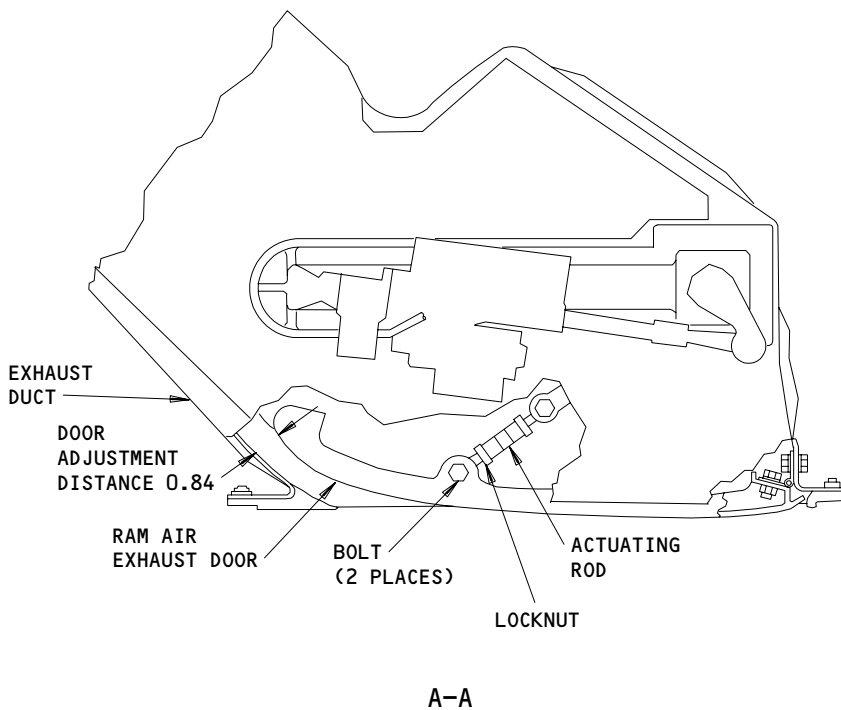 EXHAUST
DUCT
DOOR
ADJUSTMENT
DISTANCE 0.84
RAM AIR
EXHAUST DOOR
BOLT
(2 PLACES)
ACTUATING
ROD
LOCKNUT
A-A